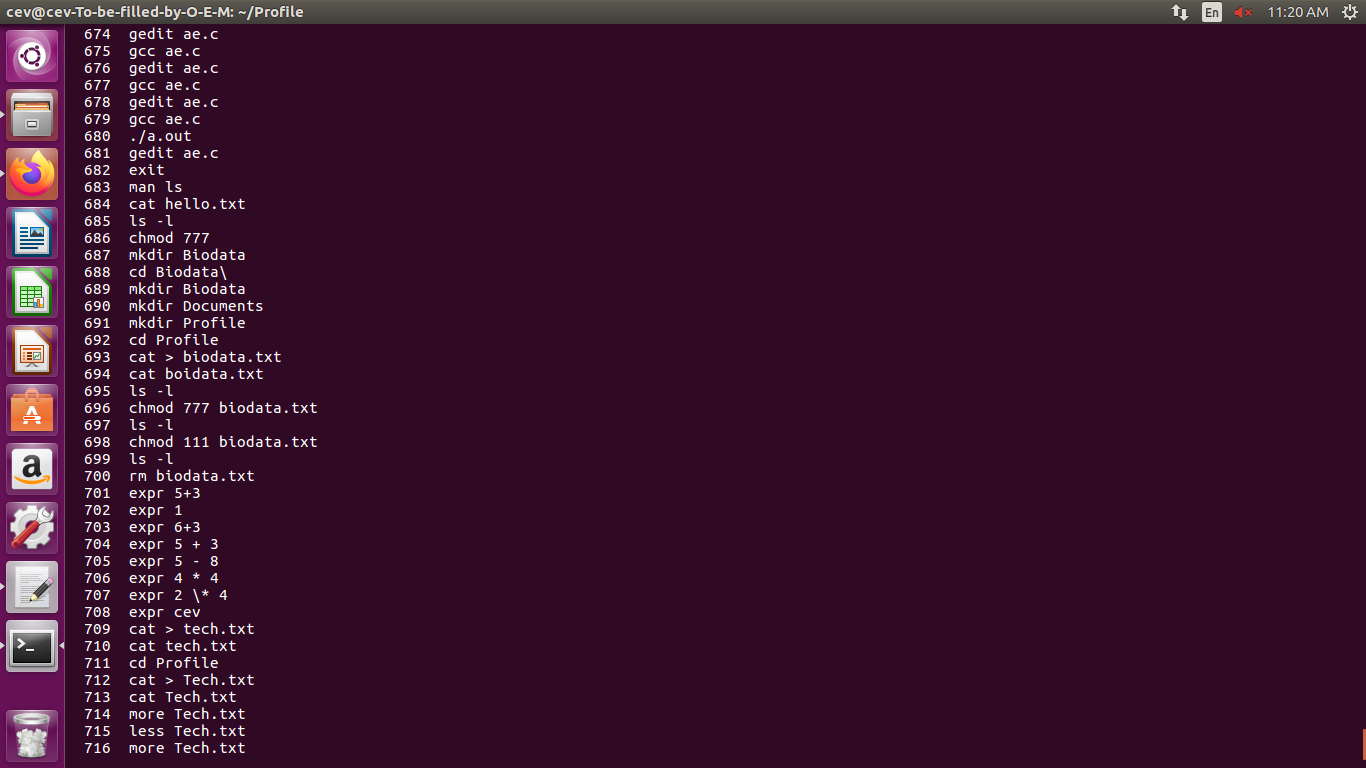 cev@cev-To-be-filled-by-O-E-M: ~/Profile
En
11:20 AM
674 gedit ae.c
675 gcc ae.c
676 gedit ae.c
677 gcc ae.c
678 gedit ae.c
679 gcc ae.c
680 ./a.out
681 gedit ae.c
682 exit
683 man ls
684 cat hello.txt
685 ls -l
686 chmod 777
687 mkdir Biodata
688 cd Biodata\
689 mkdir Biodata
690 mkdir Documents
691 mkdir Profile
692 cd Profile
693 cat > biodata.txt
694 cat boidata.txt
695 ls -l
696 chmod 777 biodata.txt
697 ls -l
698 chmod 111 biodata.txt
699 ls -l
700 rm biodata.txt
701 expr 5+3
702 expr 1
703 expr 6+3
704 expr 5 + 3
705 expr 5 - 8
706 expr 4 * 4
707 expr 2 \* 4
708 expr cev
709 cat > tech.txt
710 cat tech.txt
711 cd Profile
712 cat > Tech.txt
713 cat Tech.txt
714 more Tech.txt
715 less Tech.txt
716 more Tech.txt